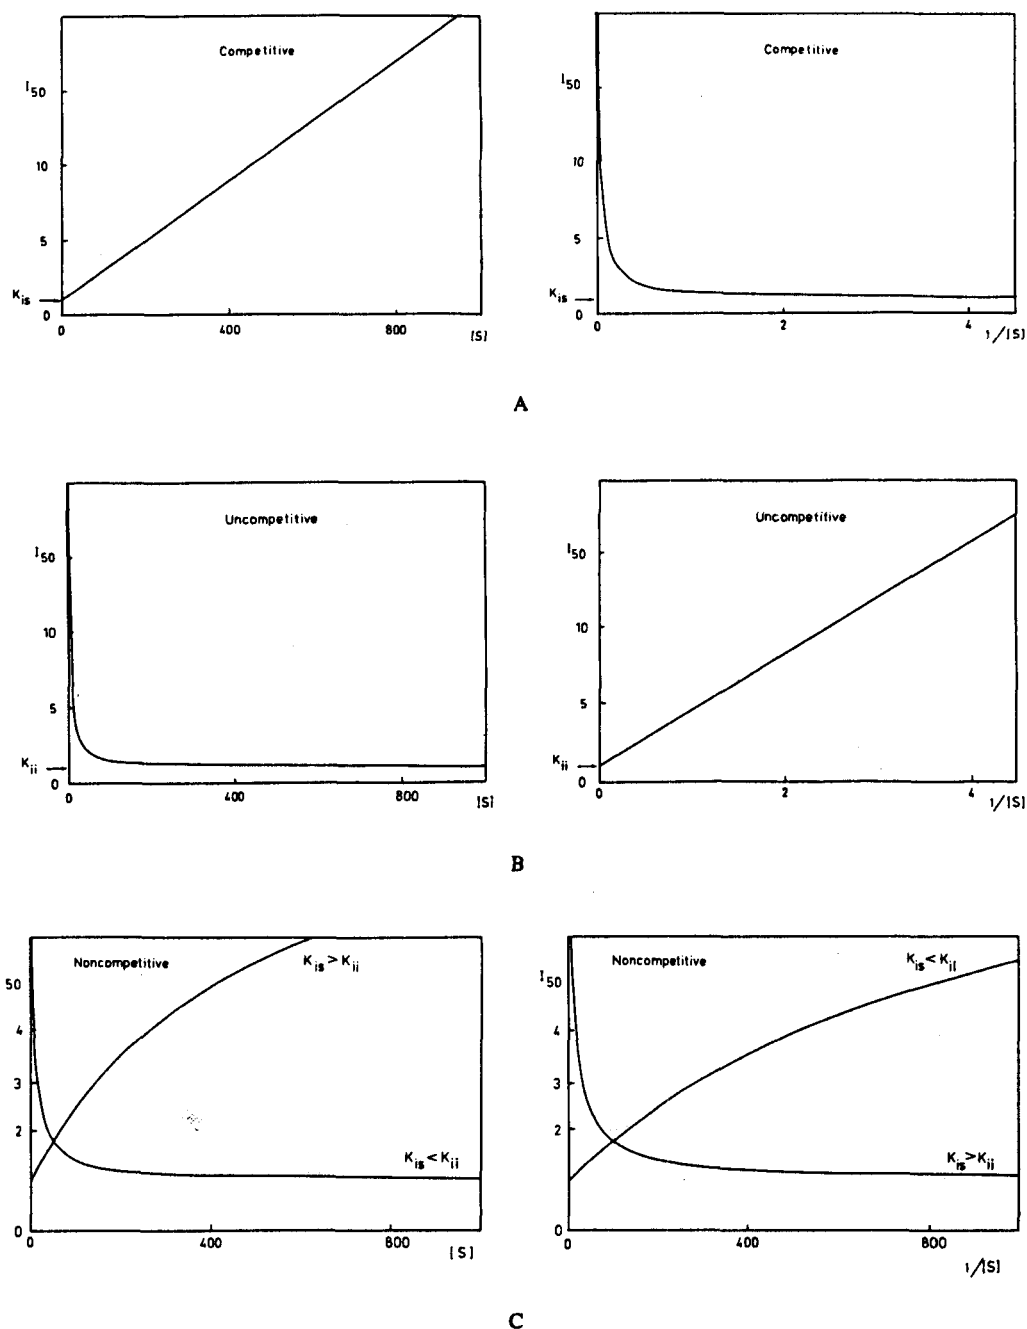 Competitive
I50
10
5
Kis
0
0 400 800 [S]
Competitive
I50
10
5
Kis
0
0 2 4 1/[S]
A
Uncompetitive
I50
10
5
Kii
0
0 400 800 [S]
Uncompetitive
I50
10
5
Kii
0
0 2 4 1/[S]
B
Noncompetitive
Kis > Kii
50
4
3
2
Kis < Kii
0
0 400 800 [S]
Noncompetitive
Kis < Kii
I50
4
3
2
Kis > Kii
0
0 400 800
1/[S]
C